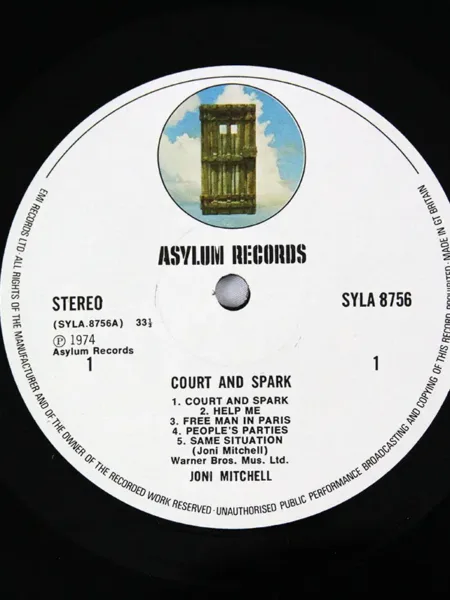 ASYLUM RECORDS
STEREO
SYLA 8756
(SYLA.8756A) 33⅓
Ⓟ 1974
Asylum Records
1
1
COURT AND SPARK
1. COURT AND SPARK
2. HELP ME
3. FREE MAN IN PARIS
4. PEOPLE'S PARTIES
5. SAME SITUATION
(Joni Mitchell)
Warner Bros. Mus. Ltd.
JONI MITCHELL
EMI RECORDS LTD ALL RIGHTS OF THE MANUFACTURER AND OF THE OWNER OF THE RECORDED WORK RESERVED·UNAUTHORISED PUBLIC PERFORMANCE BROADCASTING AND COPYING OF THIS RECORD PROHIBITED. MADE IN GT BRITAIN